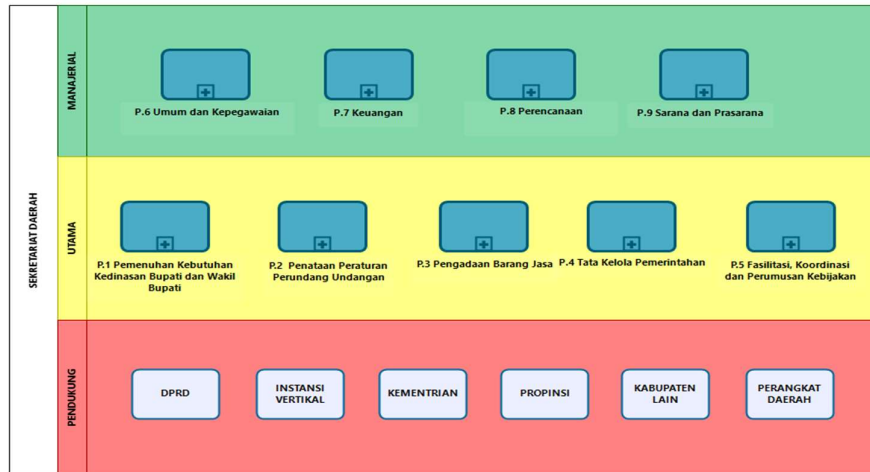 SEKRETARIAT DAERAH
MANAJERIAL
P.6 Umum dan Kepegawaian
P.7 Keuangan
P.8 Perencanaan
P.9 Sarana dan Prasarana
UTAMA
P.1 Pemenuhan Kebutuhan
Kedinasan Bupati dan Wakil
Bupati
P.2 Penataan Peraturan
Perundang Undangan
P.3 Pengadaan Barang Jasa
P.4 Tata Kelola Pemerintahan
P.5 Fasilitasi, Koordinasi
dan Perumusan Kebijakan
PENDUKUNG
DPRD
INSTANSI
VERTIKAL
KEMENTRIAN
PROPINSI
KABUPATEN
LAIN
PERANGKAT
DAERAH